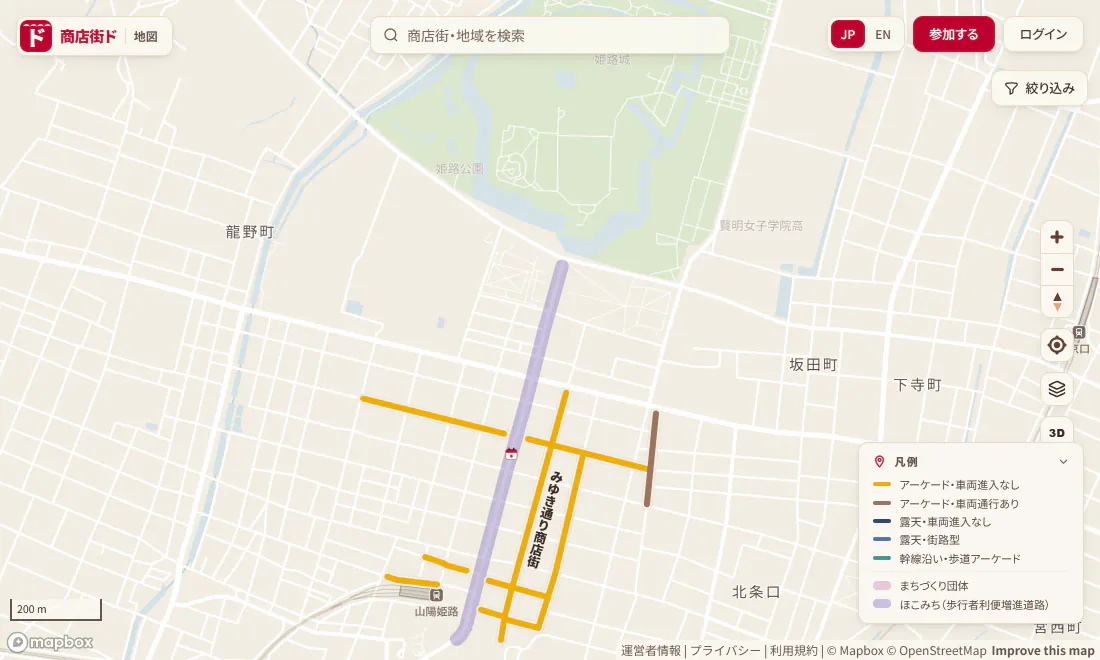 ド 商店街ド 地図
商店街・地域を検索
JP EN
参加する
ログイン
絞り込み
姫路城
姫路公園
龍野町
賢明女子学院高
坂田町
下寺町
京口
3D
みゆき通り商店街
北条口
山陽姫路
宮西町
凡例
アーケード・車両進入なし
アーケード・車両通行あり
露天・車両進入なし
露天・街路型
幹線沿い・歩道アーケード
まちづくり団体
ほこみち（歩行者利便増進道路）
200 m
mapbox
運営者情報 | プライバシー | 利用規約 | © Mapbox © OpenStreetMap Improve this map